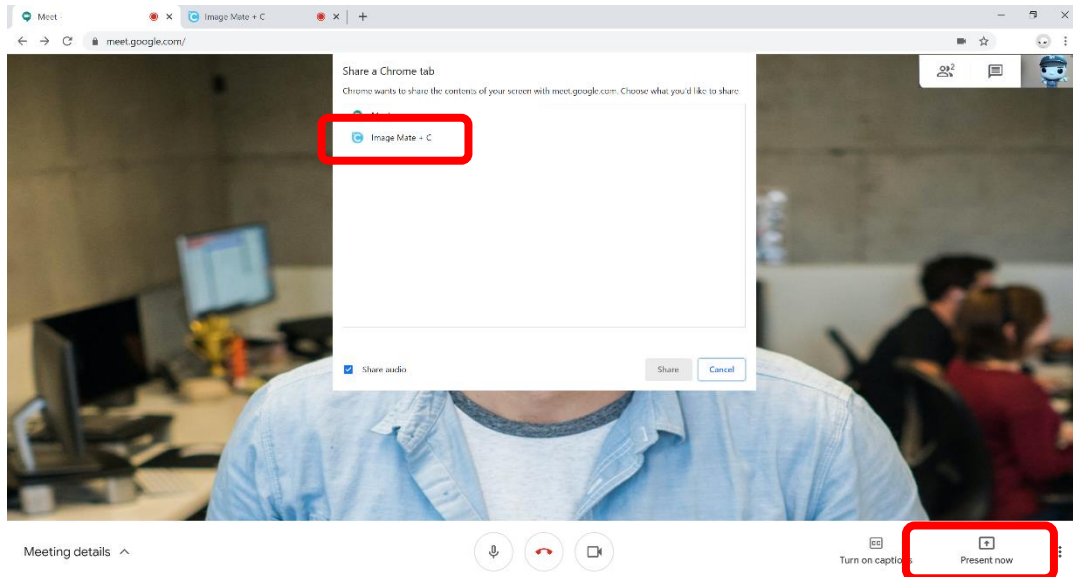 Meet -
Image Mate + C
meet.google.com/
2
Share a Chrome tab
Chrome wants to share the contents of your screen with meet.google.com. Choose what you'd like to share.
Image Mate + C
Share audio
Share
Cancel
Meeting details
CC
Turn on captions
Present now